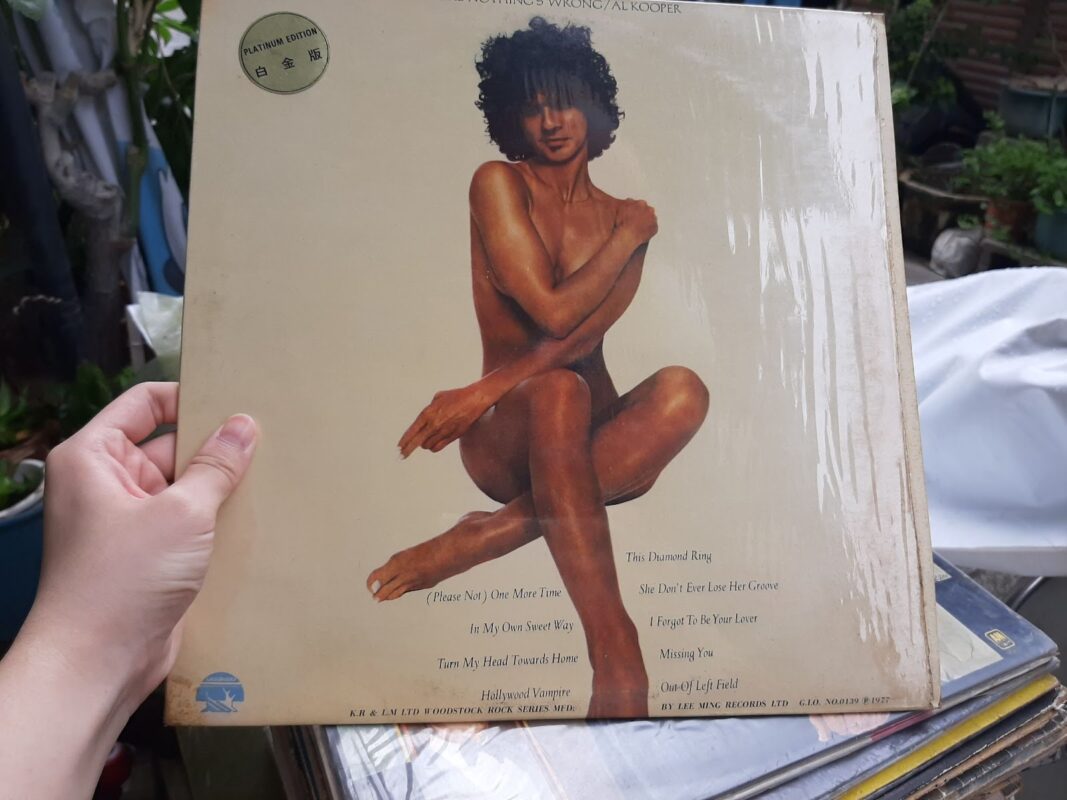 NOTHING'S WRONG/AL KOOPER
PLATINUM EDITION
白金版
This Diamond Ring
(Please Not) One More Time
She Don't Ever Lose Her Groove
In My Own Sweet Way
I Forgot To Be Your Lover
Turn My Head Towards Home
Missing You
Hollywood Vampire
Out Of Left Field
K.R & L.M LTD WOODSTOCK ROCK SERIES MFD: BY LEE MING RECORDS LTD G.I.O. NO.0139 ℗ 1977